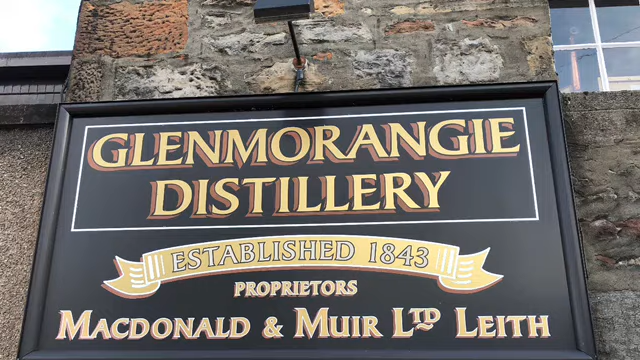 GLENMORANGIE
DISTILLERY
ESTABLISHED 1843
PROPRIETORS
MACDONALD & MUIR LTD LEITH